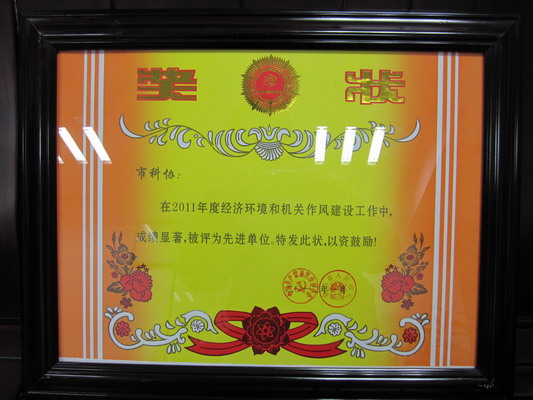 奖状
市科协:
在2011年度经济环境和机关作风建设工作中,
成绩显著,被评为先进单位。特发此状,以资鼓励!
年 月